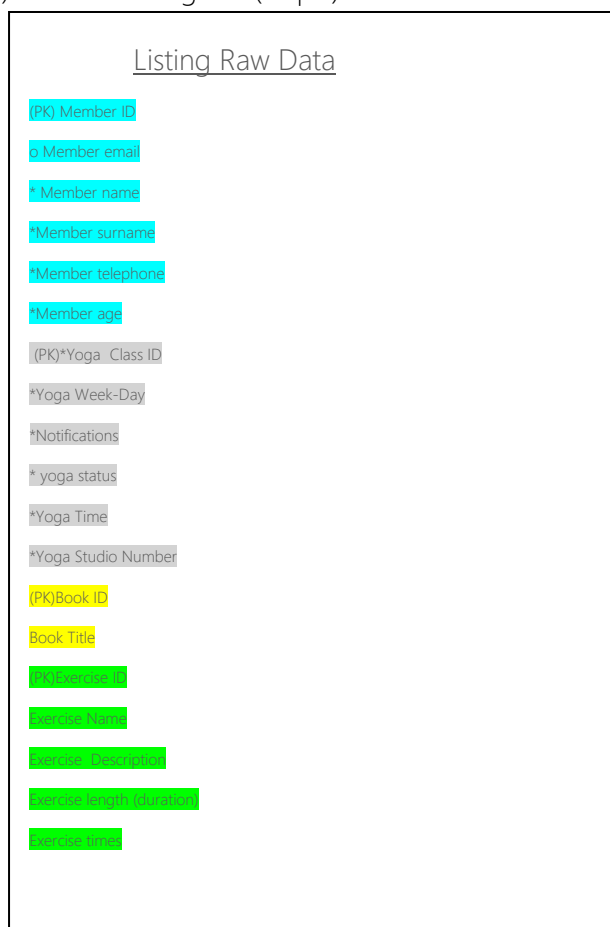 Listing Raw Data
(PK) Member ID
o Member email
* Member name
*Member surname
*Member telephone
*Member age
(PK)*Yoga  Class ID
*Yoga Week-Day
*Notifications
* yoga status
*Yoga Time
*Yoga Studio Number
(PK)Book ID
Book Title
(PK)Exercise ID
Exercise Name
Exercise  Description
Exercise length (duration)
Exercise times